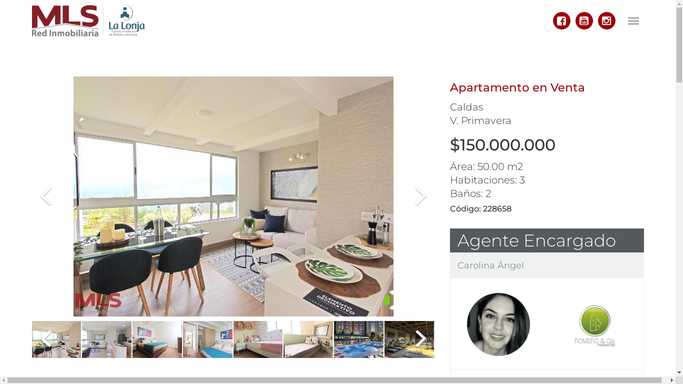 MLS
Red Inmobiliaria
La Lonja
Apartamento en Venta
Caldas
V. Primavera
$150.000.000
Área: 50.00 m2
Habitaciones: 3
Baños: 2
Código: 228658
Agente Encargado
Carolina Ángel
MLS